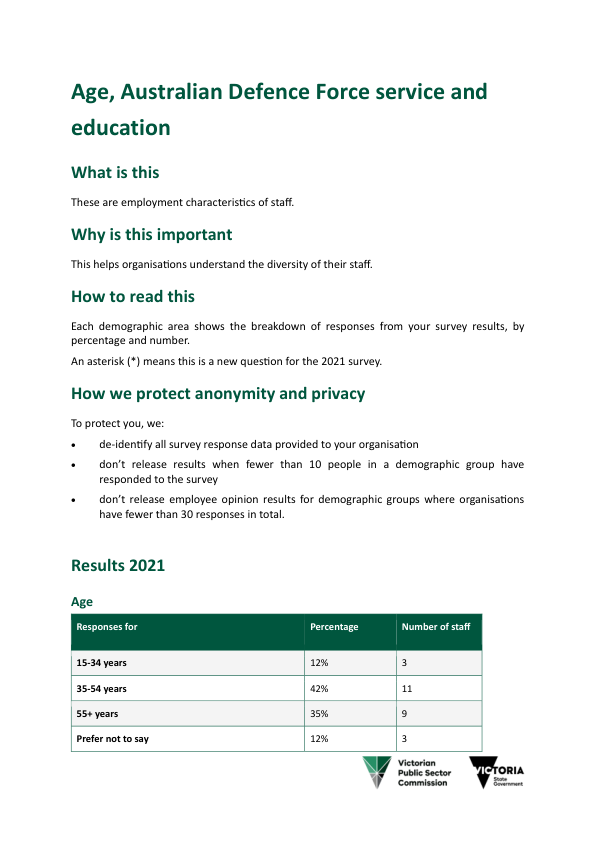 Age, Australian Defence Force service and
education
What is this
These are employment characteristics of staff.
Why is this important
This helps organisations understand the diversity of their staff.
How to read this
Each demographic area shows the breakdown of responses from your survey results, by
percentage and number.
An asterisk (*) means this is a new question for the 2021 survey.
How we protect anonymity and privacy
To protect you, we:
• de-identify all survey response data provided to your organisation
• don’t release results when fewer than 10 people in a demographic group have
responded to the survey
• don’t release employee opinion results for demographic groups where organisations
have fewer than 30 responses in total.
Results 2021
Age
Responses for Percentage Number of staff
15-34 years 12% 3
35-54 years 42% 11
55+ years 35% 9
Prefer not to say 12% 3
Victorian
Public Sector
Commission
VICTORIA
State
Government